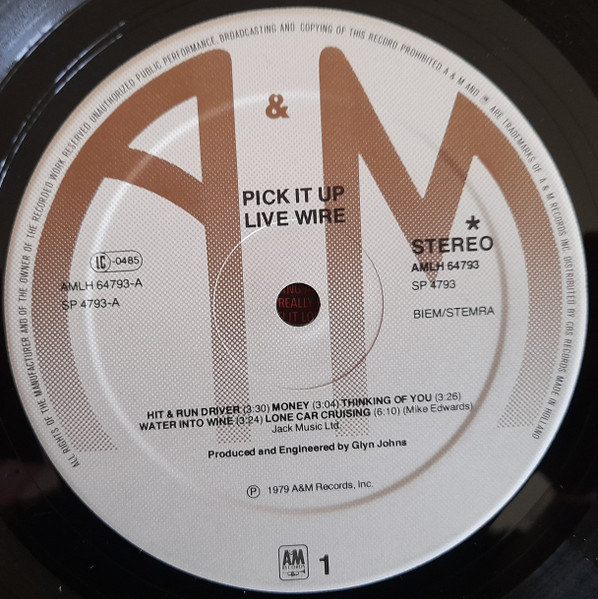 ALL RIGHTS OF THE MANUFACTURER AND OF THE OWNER OF THE RECORDED WORK RESERVED. UNAUTHORIZED PUBLIC PERFORMANCE, BROADCASTING AND COPYING OF THIS RECORD PROHIBITED A & M AND ARE TRADEMARKS OF A & M RECORDS INC. DISTRIBUTED BY CBS RECORDS MADE IN HOLLAND
A & M
PICK IT UP
LIVE WIRE
LC-0485
AMLH 64793-A
SP 4793-A
*
STEREO
AMLH 64793
SP 4793
BIEM/STEMRA
REALLY
HIT & RUN DRIVER (3:30) MONEY (3:04) THINKING OF YOU (3:26)
WATER INTO WINE (3:24) LONE CAR CRUISING (6:10) (Mike Edwards)
Jack Music Ltd.
Produced and Engineered by Glyn Johns
℗ 1979 A&M Records, Inc.
AM
RECORDS
1